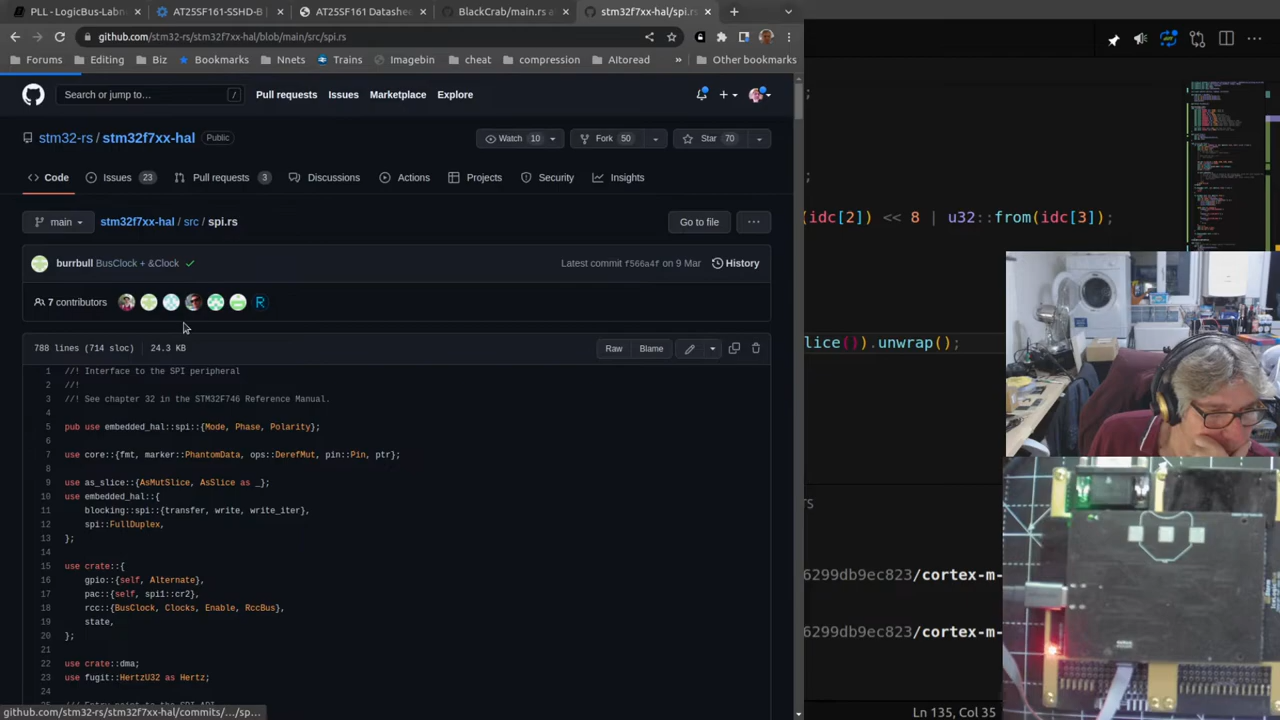 PLL - LogicBus-Labn
AT25SF161-SSHD-B
AT25SF161 Datashe
BlackCrab/main.rs a
stm32f7xx-hal/spi.rs
github.com/stm32-rs/stm32f7xx-hal/blob/main/src/spi.rs
Forums Editing Biz Bookmarks Nnets Trains Imagebin cheat compression AItoread » Other bookmarks
Search or jump to... / Pull requests Issues Marketplace Explore
stm32-rs / stm32f7xx-hal Public
Watch 10 Fork 50 Star 70
Code Issues 23 Pull requests 3 Discussions Actions Projects Security Insights
main stm32f7xx-hal / src / spi.rs Go to file ...
burrbull BusClock + &Clock Latest commit f566a4f on 9 Mar History
7 contributors
788 lines (714 sloc) 24.3 KB Raw Blame
1 //! Interface to the SPI peripheral
2 //!
3 //! See chapter 32 in the STM32F746 Reference Manual.
4
5 pub use embedded_hal::spi::{Mode, Phase, Polarity};
6
7 use core::{fmt, marker::PhantomData, ops::DerefMut, pin::Pin, ptr};
8
9 use as_slice::{AsMutSlice, AsSlice as _};
10 use embedded_hal::{
11 blocking::spi::{transfer, write, write_iter},
12 spi::FullDuplex,
13 };
14
15 use crate::{
16 gpio::{self, Alternate},
17 pac::{self, spi1::cr2},
18 rcc::{BusClock, Clocks, Enable, RccBus},
19 state,
20 };
21
22 use crate::dma;
23 use fugit::HertzU32 as Hertz;
24
github.com/stm32-rs/stm32f7xx-hal/commits/.../sp...
;
;
(idc[2]) << 8 | u32::from(idc[3]);
lice()).unwrap();
RS
6299db9ec823/cortex-m-
6299db9ec823/cortex-m-
Ln 135, Col 35